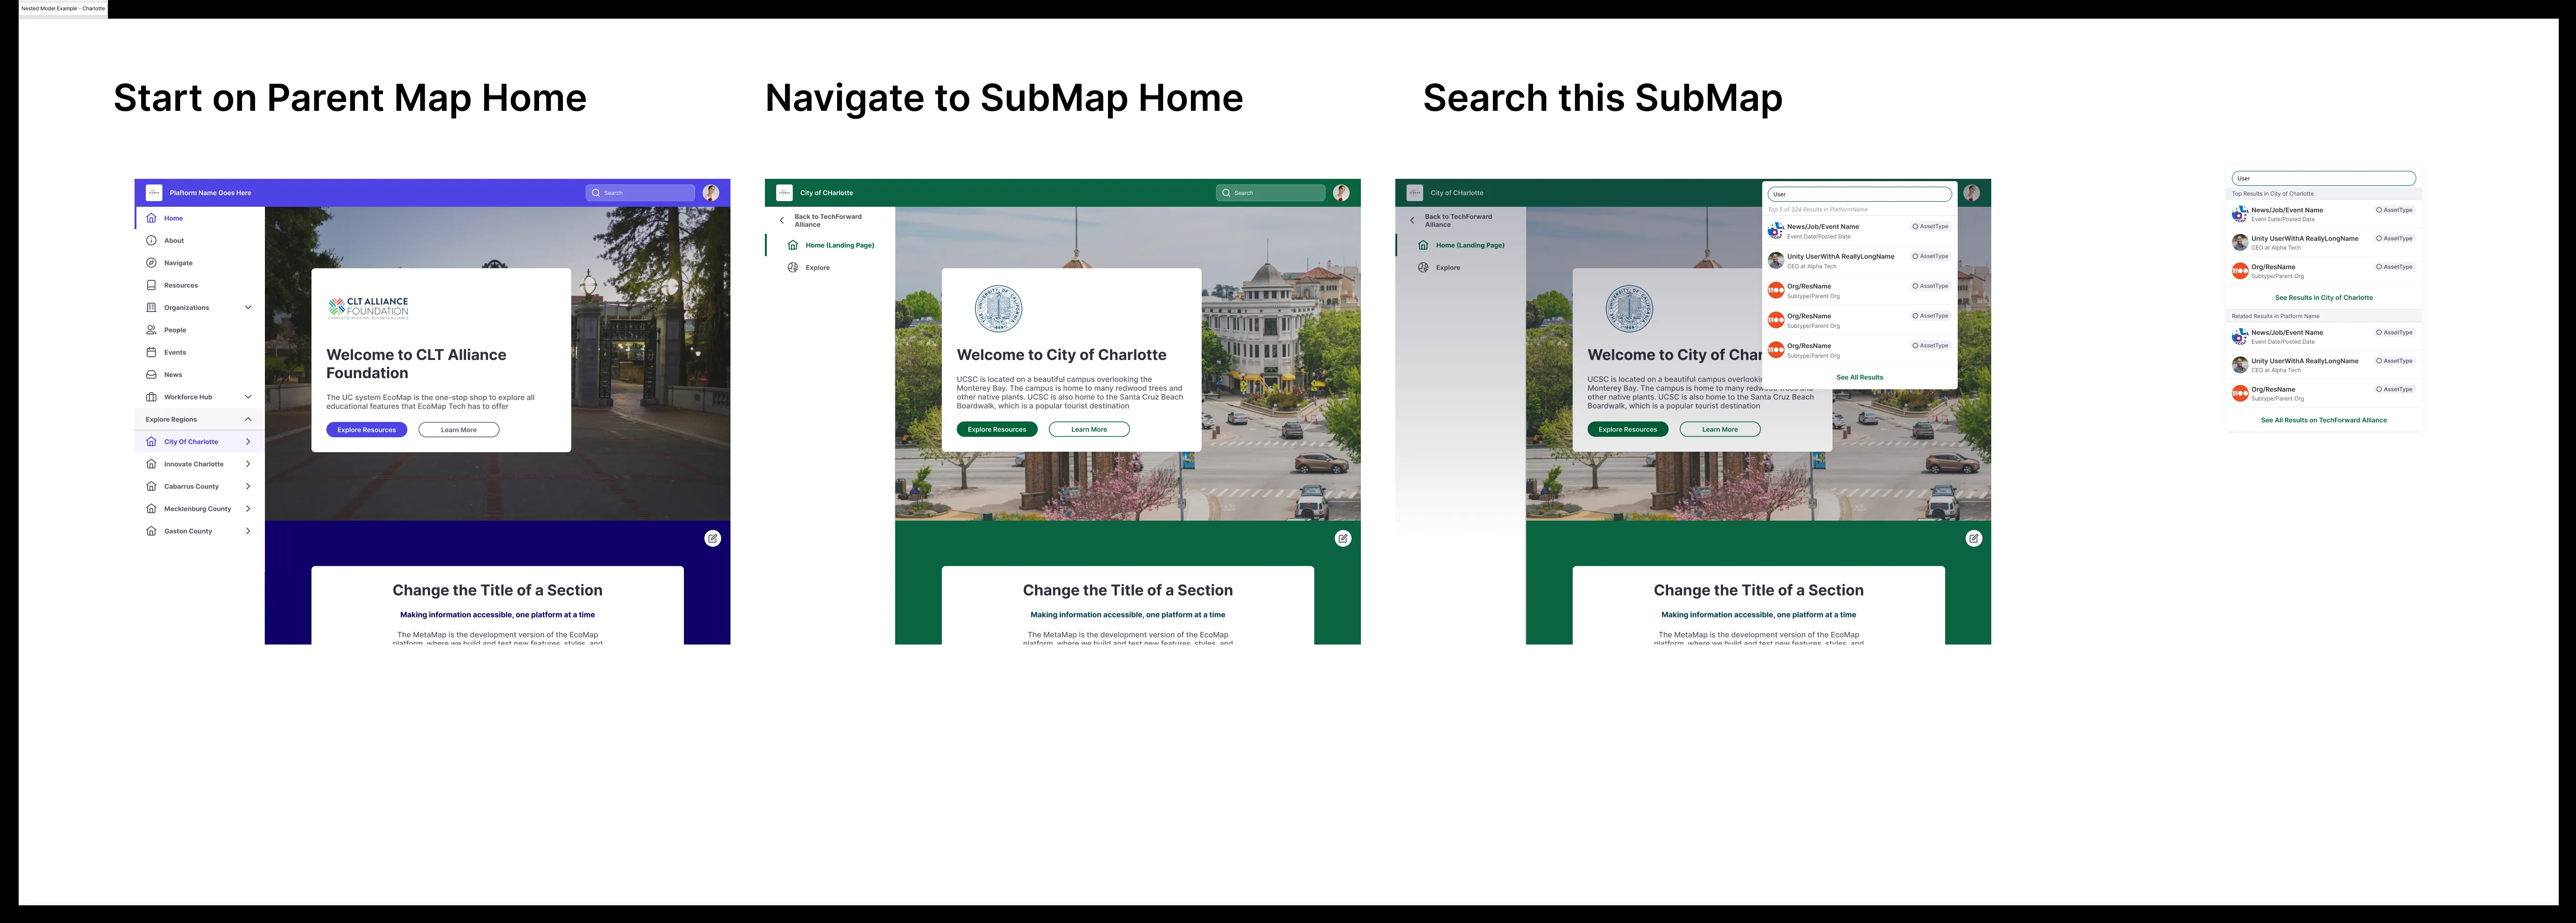 Nested Model Example - Charlotte
Start on Parent Map Home
Navigate to SubMap Home
Search this SubMap
Plaftorm Name Goes Here
Search
Home
About
Navigate
Resources
Organizations
People
Events
News
Workforce Hub
Explore Regions
City Of Charlotte
Innovate Charlotte
Cabarrus County
Mecklenburg County
Gaston County
CLT ALLIANCE
FOUNDATION
CHARLOTTE REGIONAL BUSINESS ALLIANCE
Welcome to CLT Alliance
Foundation
The UC system EcoMap is the one-stop shop to explore all
educational features that EcoMap Tech has to offer
Explore Resources
Learn More
Change the Title of a Section
Making information accessible, one platform at a time
The MetaMap is the development version of the EcoMap
platform, where we build and test new features, styles, and
City of CHarlotte
Search
Back to TechForward
Alliance
Home (Landing Page)
Explore
Welcome to City of Charlotte
UCSC is located on a beautiful campus overlooking the
Monterey Bay. The campus is home to many redwood trees and
other native plants. UCSC is also home to the Santa Cruz Beach
Boardwalk, which is a popular tourist destination
Explore Resources
Learn More
Change the Title of a Section
Making information accessible, one platform at a time
The MetaMap is the development version of the EcoMap
platform, where we build and test new features, styles, and
City of CHarlotte
Back to TechForward
Alliance
Home (Landing Page)
Explore
Welcome to City of Char
UCSC is located on a beautiful campus overlookin
Monterey Bay. The campus is home to many redwood trees and
other native plants. UCSC is also home to the Santa Cruz Beach
Boardwalk, which is a popular tourist destination
Explore Resources
Learn More
Change the Title of a Section
Making information accessible, one platform at a time
The MetaMap is the development version of the EcoMap
platform, where we build and test new features, styles, and
User
Top 5 of 324 Results in PlatformName
News/Job/Event Name
AssetType
Event Date/Posted Date
Unity UserWithA ReallyLongName
AssetType
CEO at Alpha Tech
Org/ResName
AssetType
Subtype/Parent Org
Org/ResName
AssetType
Subtype/Parent Org
Org/ResName
AssetType
Subtype/Parent Org
See All Results
User
Top Results in City of Charlotte
News/Job/Event Name
AssetType
Event Date/Posted Date
Unity UserWithA ReallyLongName
AssetType
CEO at Alpha Tech
Org/ResName
AssetType
Subtype/Parent Org
See Results in City of Charlotte
Related Results in Platform Name
News/Job/Event Name
AssetType
Event Date/Posted Date
Unity UserWithA ReallyLongName
AssetType
CEO at Alpha Tech
Org/ResName
AssetType
Subtype/Parent Org
See All Results on TechForward Alliance